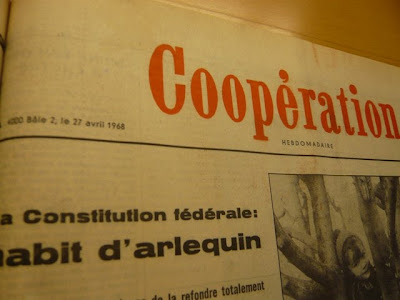 Coopération
4000 Bâle 2, le 27 avril 1968
HEBDOMADAIRE
a Constitution fédérale:
habit d'arlequin
de la refondre totalement